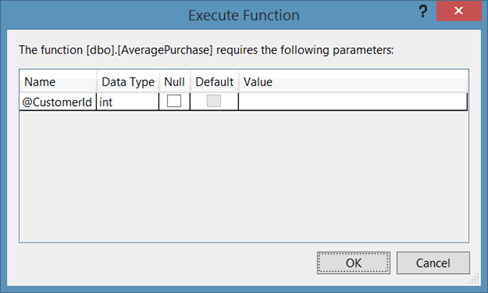 Execute Function
?
The function [dbo].[AveragePurchase] requires the following parameters:
Name Data Type Null Default Value
@CustomerId int
OK Cancel